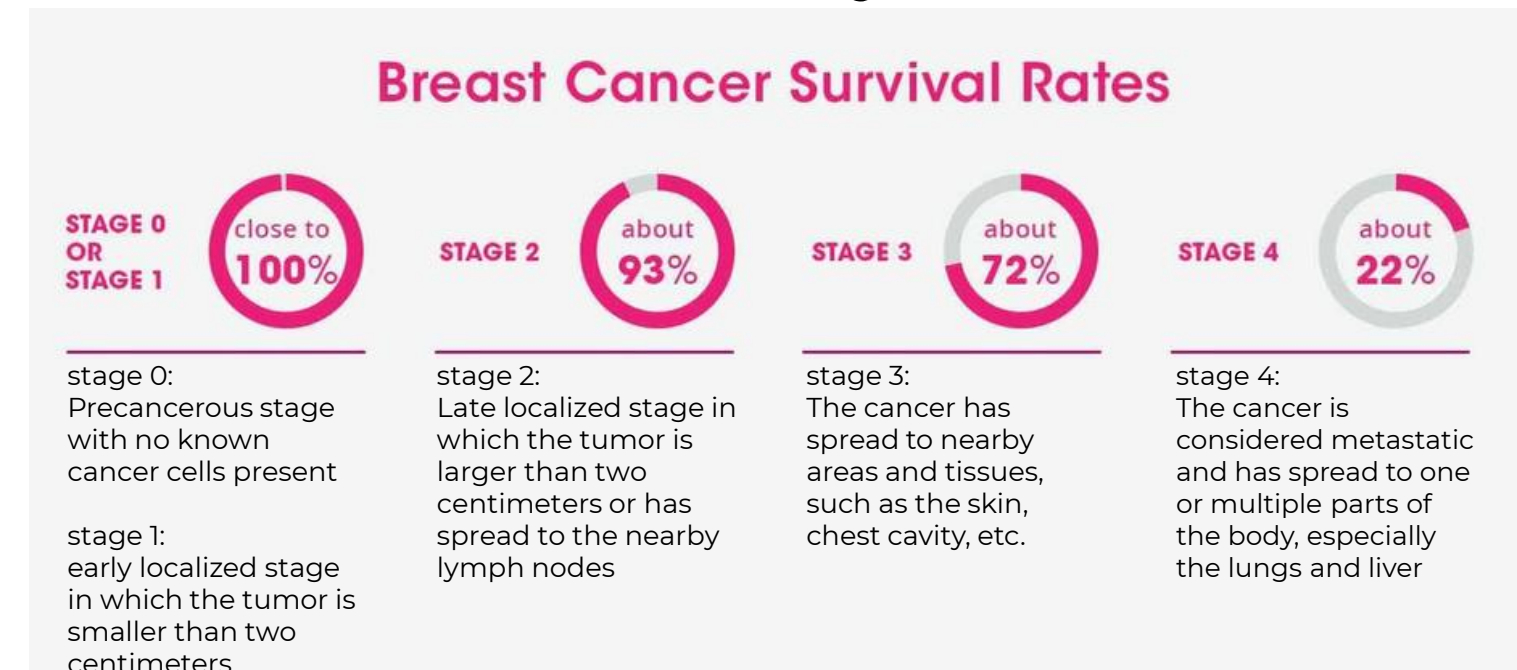 Breast Cancer Survival Rates
STAGE 0
OR
STAGE 1
close to
100%
STAGE 2
about
93%
STAGE 3
about
72%
STAGE 4
about
22%
stage 0:
Precancerous stage
with no known
cancer cells present
stage 1:
early localized stage
in which the tumor is
smaller than two
centimeters
stage 2:
Late localized stage in
which the tumor is
larger than two
centimeters or has
spread to the nearby
lymph nodes
stage 3:
The cancer has
spread to nearby
areas and tissues,
such as the skin,
chest cavity, etc.
stage 4:
The cancer is
considered metastatic
and has spread to one
or multiple parts of
the body, especially
the lungs and liver